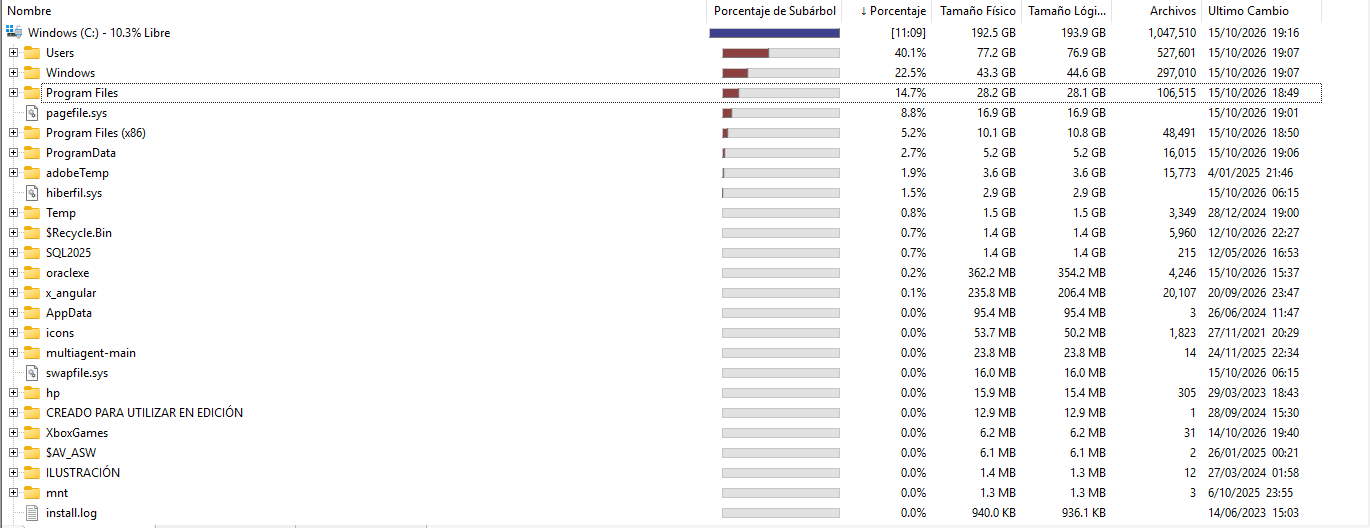 Nombre Porcentaje de Subárbol ↓ Porcentaje Tamaño Físico Tamaño Lógi... Archivos Ultimo Cambio
Windows (C:) - 10.3% Libre [11:09] 192.5 GB 193.9 GB 1,047,510 15/10/2026 19:16
Users 40.1% 77.2 GB 76.9 GB 527,601 15/10/2026 19:07
Windows 22.5% 43.3 GB 44.6 GB 297,010 15/10/2026 19:07
Program Files 14.7% 28.2 GB 28.1 GB 106,515 15/10/2026 18:49
pagefile.sys 8.8% 16.9 GB 16.9 GB 15/10/2026 19:01
Program Files (x86) 5.2% 10.1 GB 10.8 GB 48,491 15/10/2026 18:50
ProgramData 2.7% 5.2 GB 5.2 GB 16,015 15/10/2026 19:06
adobeTemp 1.9% 3.6 GB 3.6 GB 15,773 4/01/2025 21:46
hiberfil.sys 1.5% 2.9 GB 2.9 GB 15/10/2026 06:15
Temp 0.8% 1.5 GB 1.5 GB 3,349 28/12/2024 19:00
$Recycle.Bin 0.7% 1.4 GB 1.4 GB 5,960 12/10/2026 22:27
SQL2025 0.7% 1.4 GB 1.4 GB 215 12/05/2026 16:53
oraclexe 0.2% 362.2 MB 354.2 MB 4,246 15/10/2026 15:37
x_angular 0.1% 235.8 MB 206.4 MB 20,107 20/09/2026 23:47
AppData 0.0% 95.4 MB 95.4 MB 3 26/06/2024 11:47
icons 0.0% 53.7 MB 50.2 MB 1,823 27/11/2021 20:29
multiagent-main 0.0% 23.8 MB 23.8 MB 14 24/11/2025 22:34
swapfile.sys 0.0% 16.0 MB 16.0 MB 15/10/2026 06:15
hp 0.0% 15.9 MB 15.4 MB 305 29/03/2023 18:43
CREADO PARA UTILIZAR EN EDICIÓN 0.0% 12.9 MB 12.9 MB 1 28/09/2024 15:30
XboxGames 0.0% 6.2 MB 6.2 MB 31 14/10/2026 19:40
$AV_ASW 0.0% 6.1 MB 6.1 MB 2 26/01/2025 00:21
ILUSTRACIÓN 0.0% 1.4 MB 1.3 MB 12 27/03/2024 01:58
mnt 0.0% 1.3 MB 1.3 MB 3 6/10/2025 23:55
install.log 0.0% 940.0 KB 936.1 KB 14/06/2023 15:03